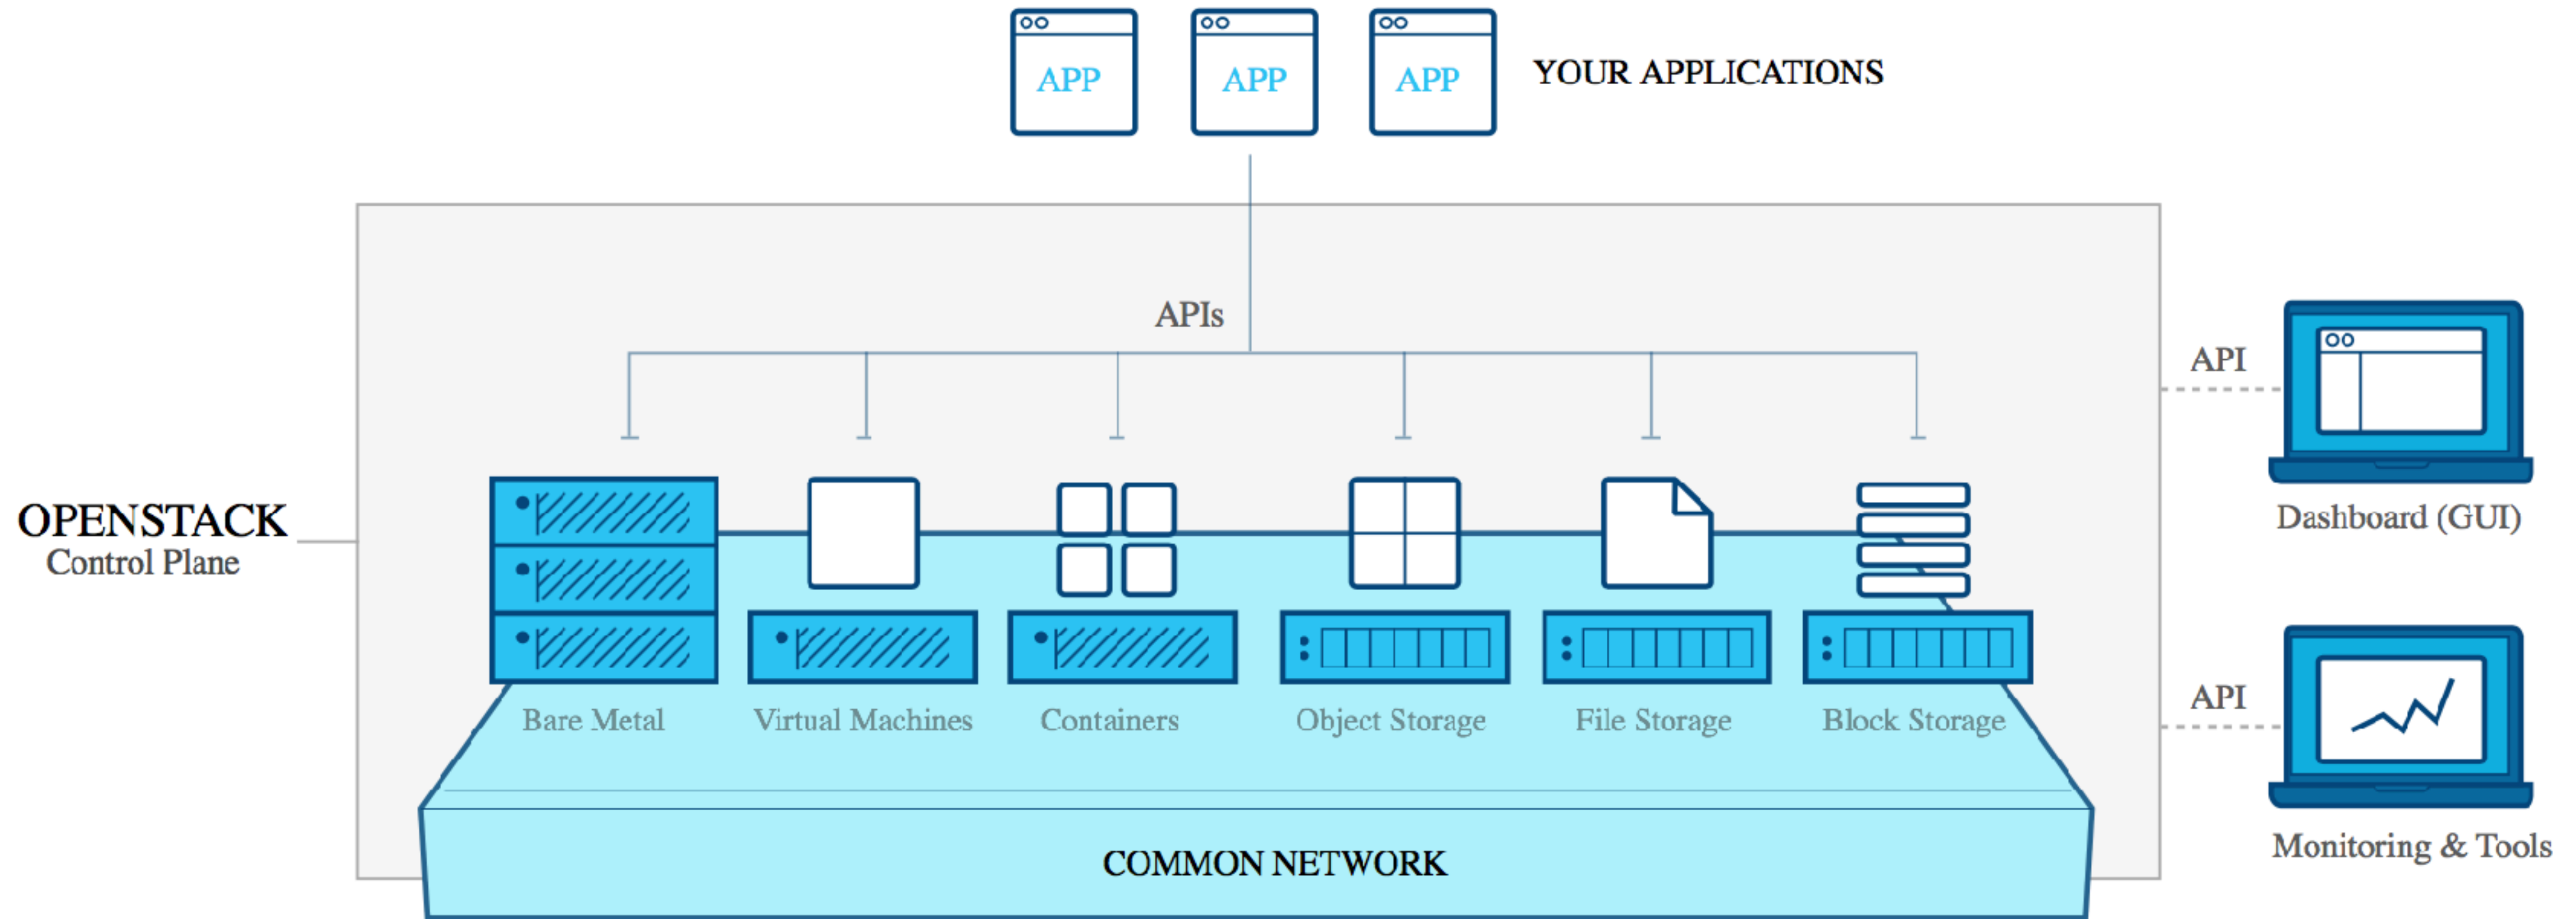 APP
APP
APP
YOUR APPLICATIONS
APIs
API
Dashboard (GUI)
OPENSTACK
Control Plane
API
Bare Metal
Virtual Machines
Containers
Object Storage
File Storage
Block Storage
Monitoring & Tools
COMMON NETWORK